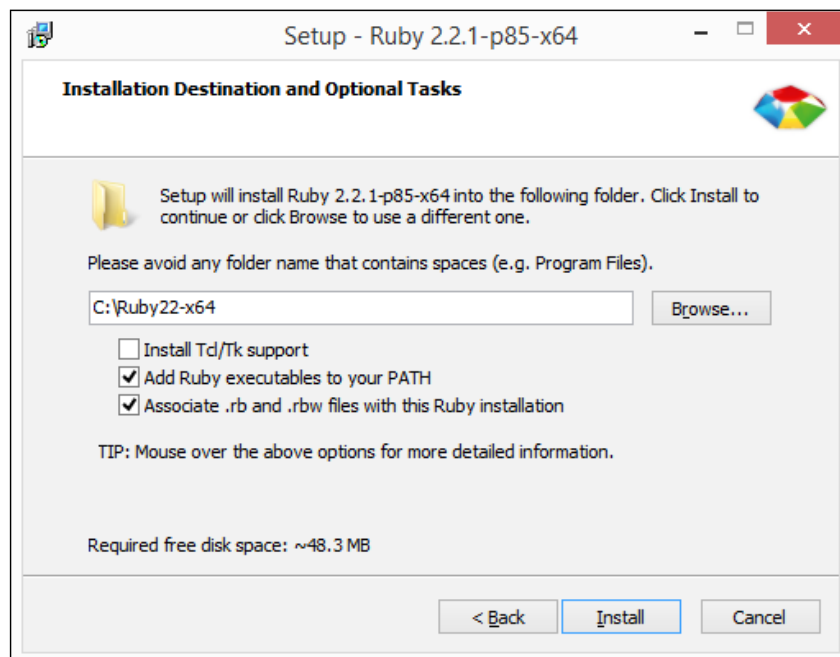 Setup - Ruby 2.2.1-p85-x64
Installation Destination and Optional Tasks
Setup will install Ruby 2.2.1-p85-x64 into the following folder. Click Install to
continue or click Browse to use a different one.
Please avoid any folder name that contains spaces (e.g. Program Files).
C:\Ruby22-x64
Browse...
Install Tcl/Tk support
Add Ruby executables to your PATH
Associate .rb and .rbw files with this Ruby installation
TIP: Mouse over the above options for more detailed information.
Required free disk space: ~48.3 MB
< Back Install Cancel